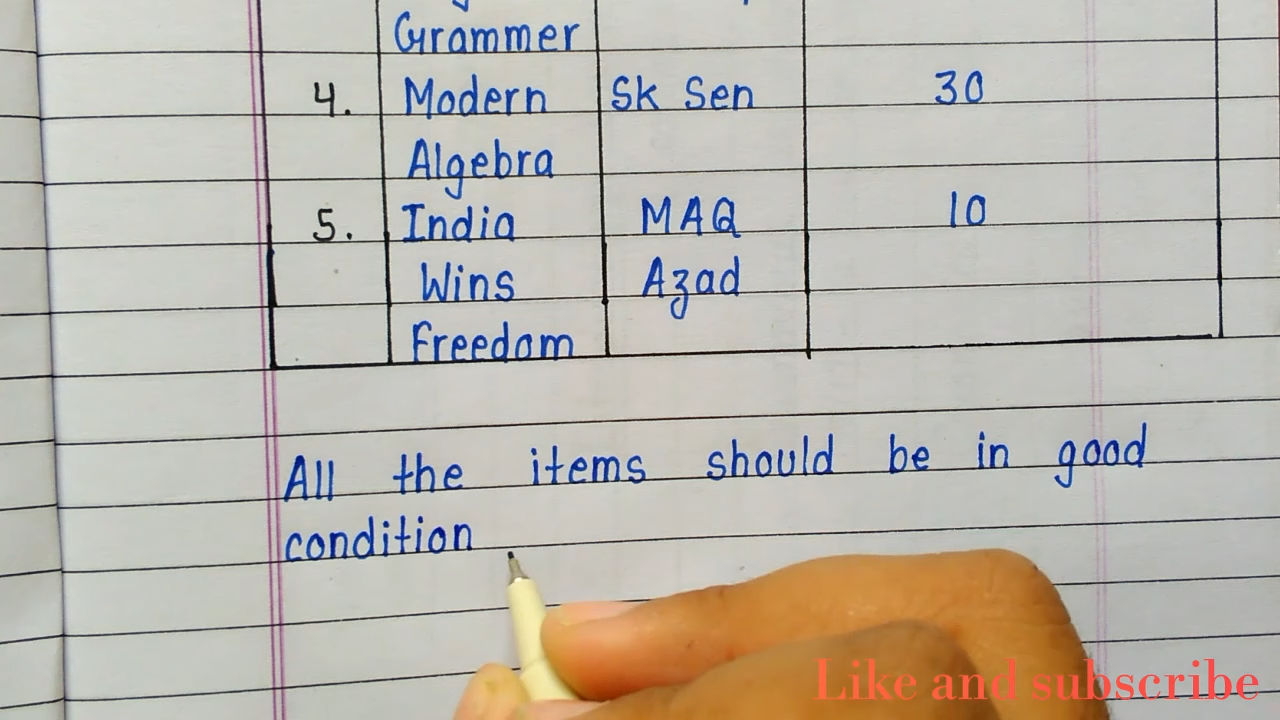 Grammer
4. Modern Sk Sen 30
Algebra
5. India MAQ 10
Wins Azad
Freedom
All the items should be in good
condition
Like and subscribe